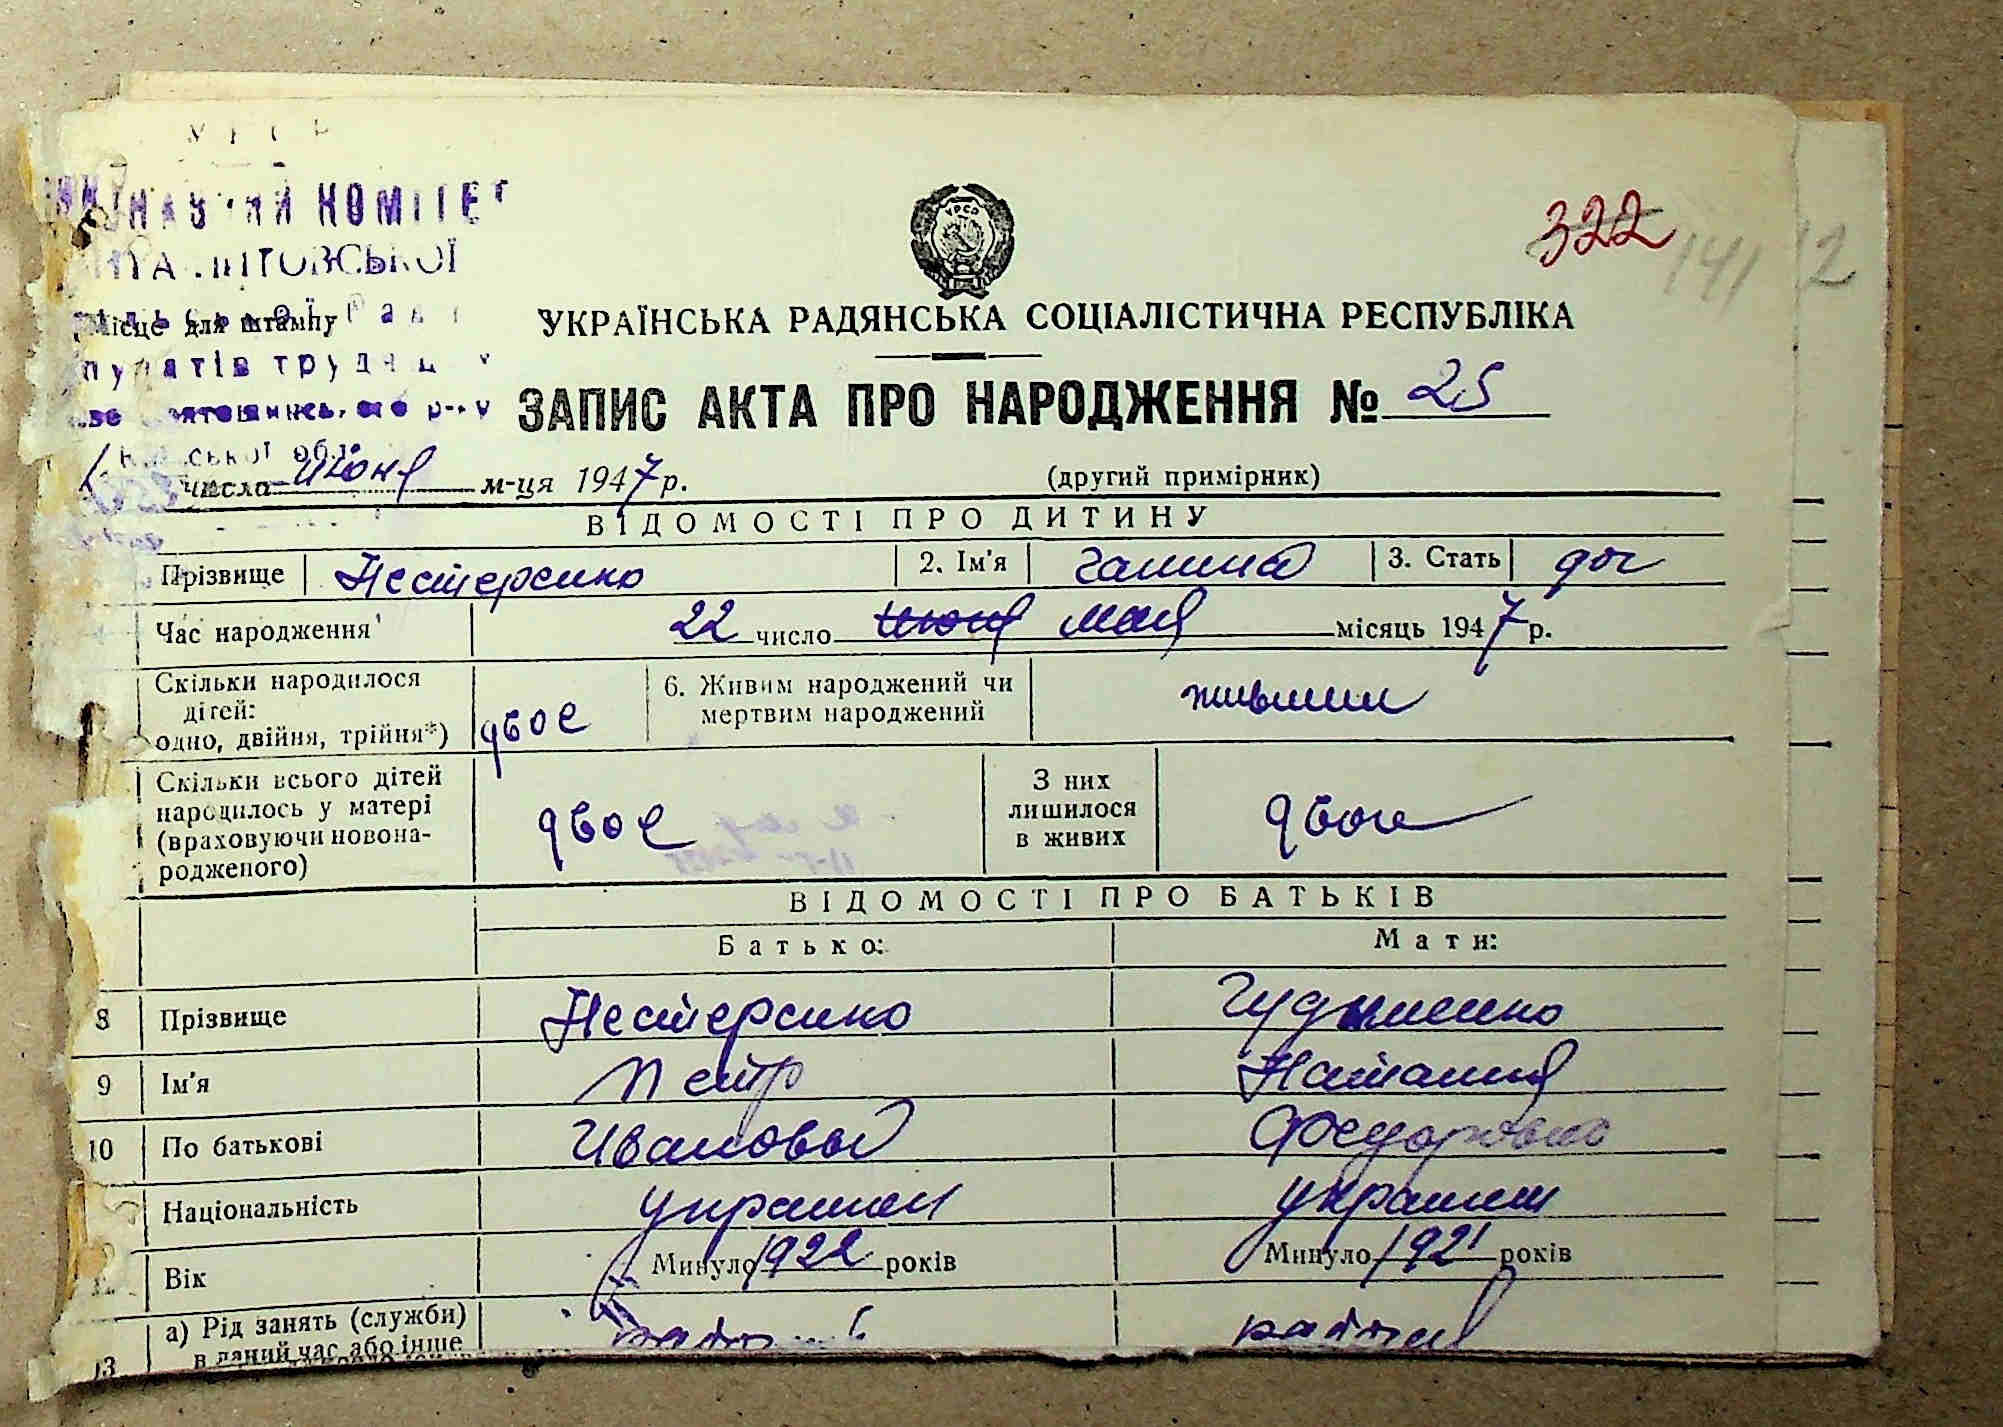 У Р С Р
КОМІТЕТ
322
141
2
Місце для штампу
УРСР
УКРАЇНСЬКА РАДЯНСЬКА СОЦІАЛІСТИЧНА РЕСПУБЛІКА
ЗАПИС АКТА ПРО НАРОДЖЕННЯ № 25
числа июня м-ця 1947 р.
(другий примірник)
ВІДОМОСТІ ПРО ДИТИНУ
Прізвище Нестеренко 2. Ім'я Галина 3. Стать доч
Час народження 22 число июня мая місяць 1947 р.
Скільки народилося дітей: одно, двійня, трійня*) двое 6. Живим народжений чи мертвим народжений живыми
Скільки всього дітей народилось у матері (враховуючи новонародженого) двое З них лишилося в живих двое
ВІДОМОСТІ ПРО БАТЬКІВ
Батько: Мати:
8 Прізвище Нестеренко
9 Ім'я Петр Наталия
10 По батькові Иванович Федоровна
Національність
Вік Минуло 1922 років Минуло 1921 років
13 а) Рід занять (служби)
в даний час або інше